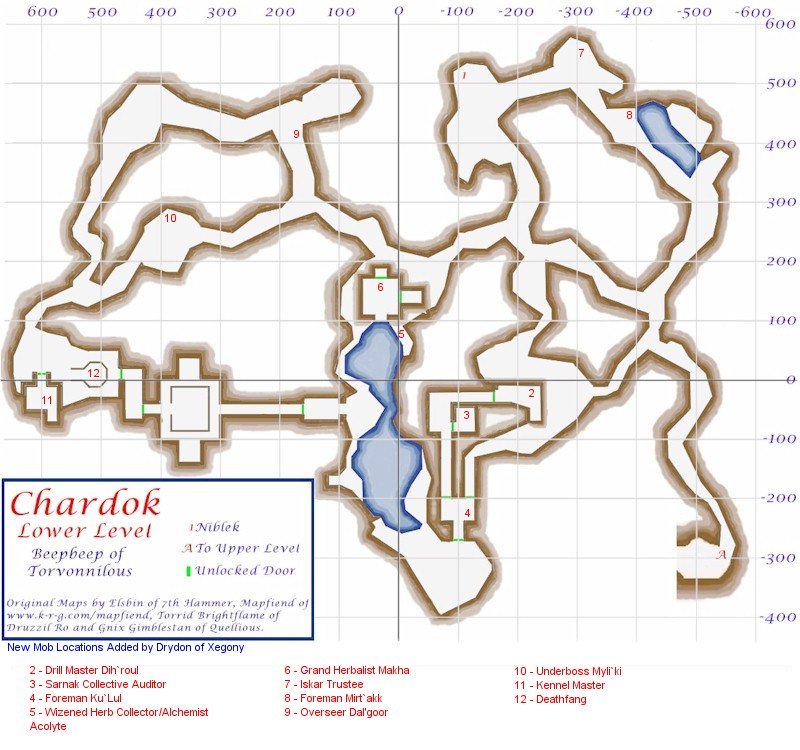 600 500 400 300 200 100 0 -100 -200 -300 -400 -500 -600
600
500
400
300
200
100
0
-100
-200
-300
-400
1
7
8
9
10
6
5
12
11
2
3
4
A
Chardok
Lower Level
Beepbeep of
Torvonnilous
1 Niblek
A To Upper Level
Unlocked Door
Original Maps by Elsbin of 7th Hammer, Mapfiend of
www.k-r-g.com/mapfiend, Torrid Brightflame of
Druzzil Ro and Gnix Gimblestan of Quellious.
New Mob Locations Added by Drydon of Xegony
2 - Drill Master Dih`roul
3 - Sarnak Collective Auditor
4 - Foreman Ku`Lul
5 - Wizened Herb Collector/Alchemist
Acolyte
6 - Grand Herbalist Makha
7 - Iskar Trustee
8 - Foreman Mirt`akk
9 - Overseer Dal'goor
10 - Underboss Myli`ki
11 - Kennel Master
12 - Deathfang